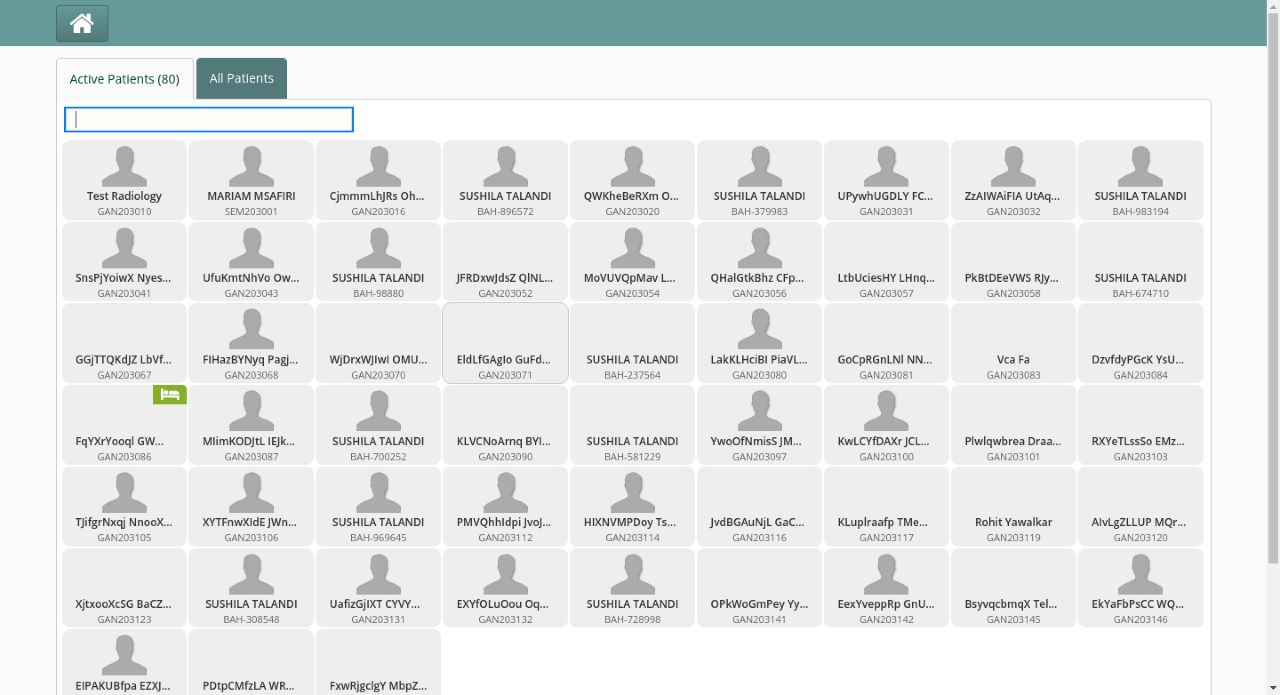 Active Patients (80)
All Patients
Test Radiology
GAN203010
MARIAM MSAFIRI
SEM203001
CjmmmLhJRs Oh...
GAN203016
SUSHILA TALANDI
BAH-896572
QWKheBeRXm O...
GAN203020
SUSHILA TALANDI
BAH-379983
UPywhUGDLY FC...
GAN203031
ZzAIWAiFIA UtAq...
GAN203032
SUSHILA TALANDI
BAH-983194
SnsPjYoiwX Nyes...
GAN203041
UfuKmtNhVo Ow...
GAN203043
SUSHILA TALANDI
BAH-98880
JFRDxwJdsZ QlNL...
GAN203052
MoVUVQpMav L...
GAN203054
QHalGtkBhz CFp...
GAN203056
LtbUciesHY LHnq...
GAN203057
PkBtDEeVWS RJy...
GAN203058
SUSHILA TALANDI
BAH-674710
GGjTTQKdJZ LbVf...
GAN203067
FIHazBYNyq Pagj...
GAN203068
WjDrxWJIwI OMU...
GAN203070
EldLfGAgIo GuFd...
GAN203071
SUSHILA TALANDI
BAH-237564
LakKLHciBI PiaVL...
GAN203080
GoCpRGnLNl NN...
GAN203081
Vca Fa
GAN203083
DzvfdyPGcK YsU...
GAN203084
FqYXrYooql GW...
GAN203086
MIimKODJtL IEJk...
GAN203087
SUSHILA TALANDI
BAH-700252
KLVCNoArnq BYI...
GAN203090
SUSHILA TALANDI
BAH-581229
YwoOfNmisS JM...
GAN203097
KwLCYfDAXr JCL...
GAN203100
Plwlqwbrea Draa...
GAN203101
RXYeTLssSo EMz...
GAN203103
TJifgrNxqj NnooX...
GAN203105
XYTFnwXIdE JWn...
GAN203106
SUSHILA TALANDI
BAH-969645
PMVQhhIdpi JvoJ...
GAN203112
HIXNVMPDoy Ts...
GAN203114
JvdBGAuNjL GaC...
GAN203116
KLuplraafp TMe...
GAN203117
Rohit Yawalkar
GAN203119
AIvLgZLLUP MQr...
GAN203120
XjtxooXcSG BaCZ...
GAN203123
SUSHILA TALANDI
BAH-308548
UafizGjIXT CYVY...
GAN203131
EXYfOLuOou Oq...
GAN203132
SUSHILA TALANDI
BAH-728998
OPkWoGmPey Yy...
GAN203141
EexYveppRp GnU...
GAN203142
BsyvqcbmqX Tel...
GAN203145
EkYaFbPsCC WQ...
GAN203146
EIPAKUBfpa EZXJ...
PDtpCMfzLA WR...
FxwRjgclgY MbpZ...